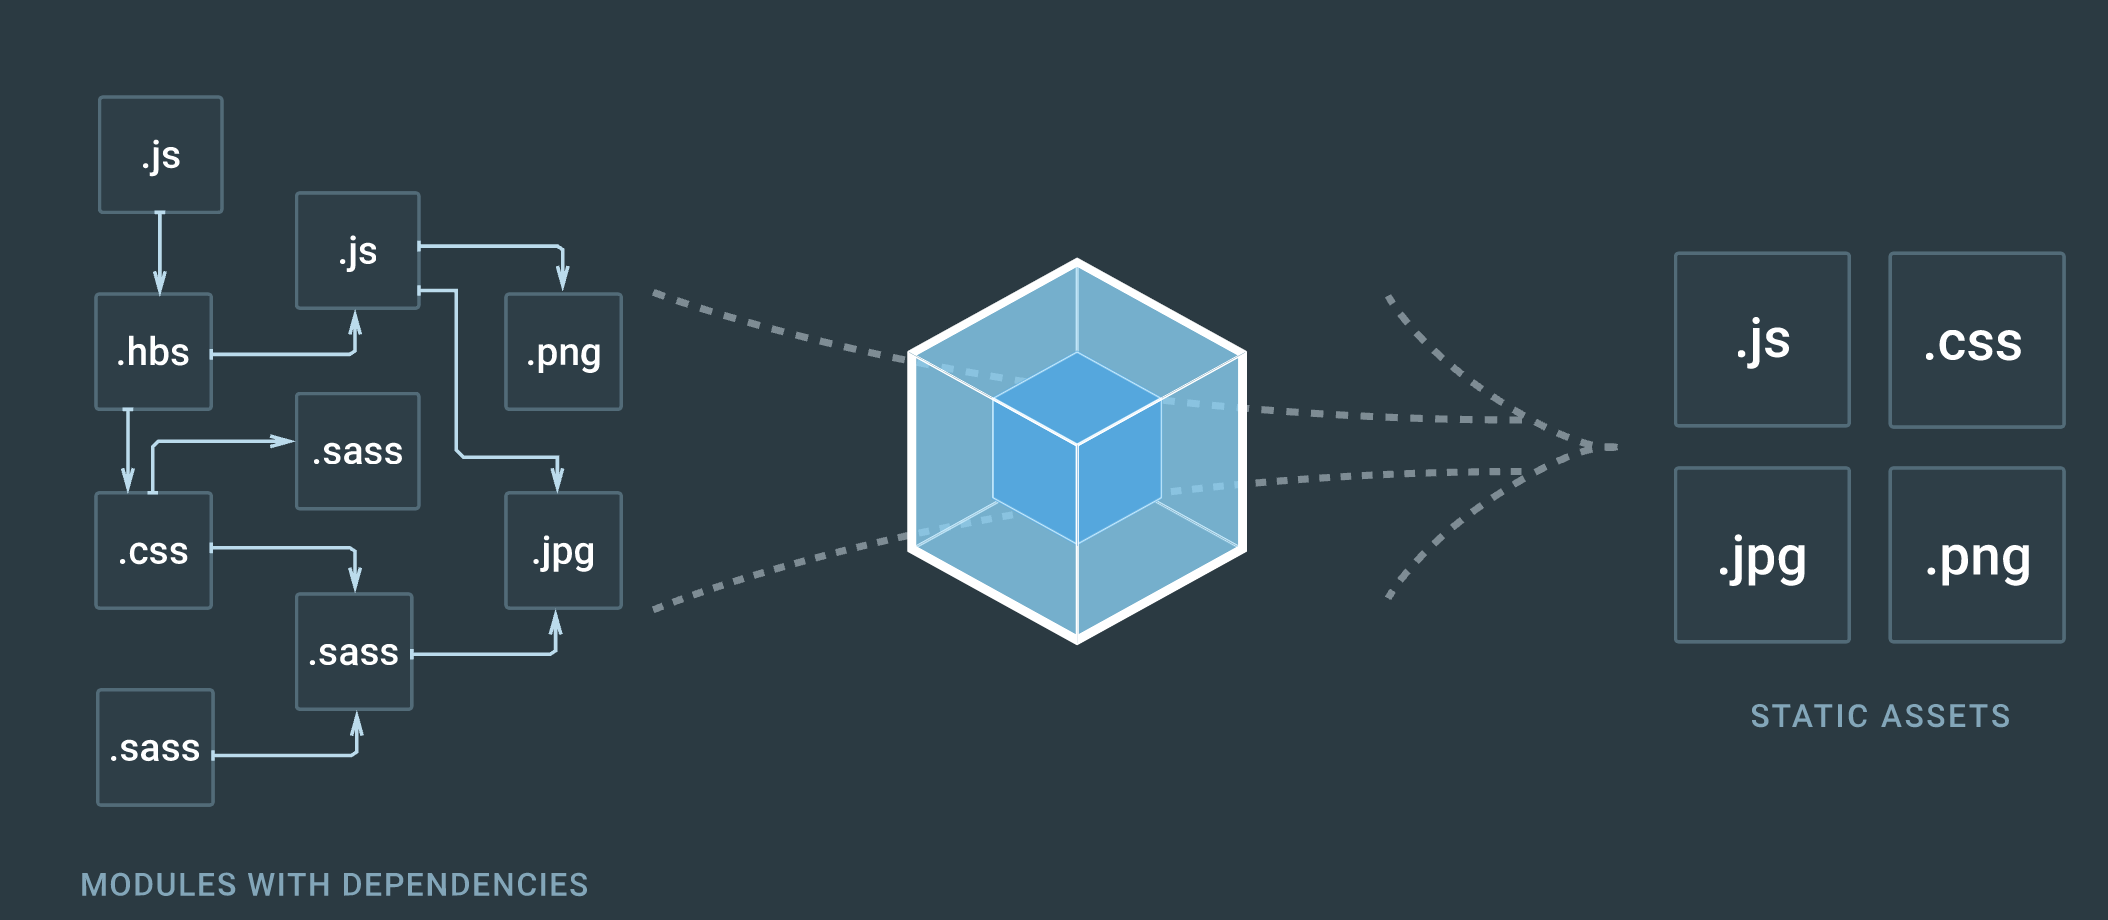 .js
.js
.hbs
.png
.sass
.css
.jpg
.sass
.sass
MODULES WITH DEPENDENCIES
.js
.css
.jpg
.png
STATIC ASSETS